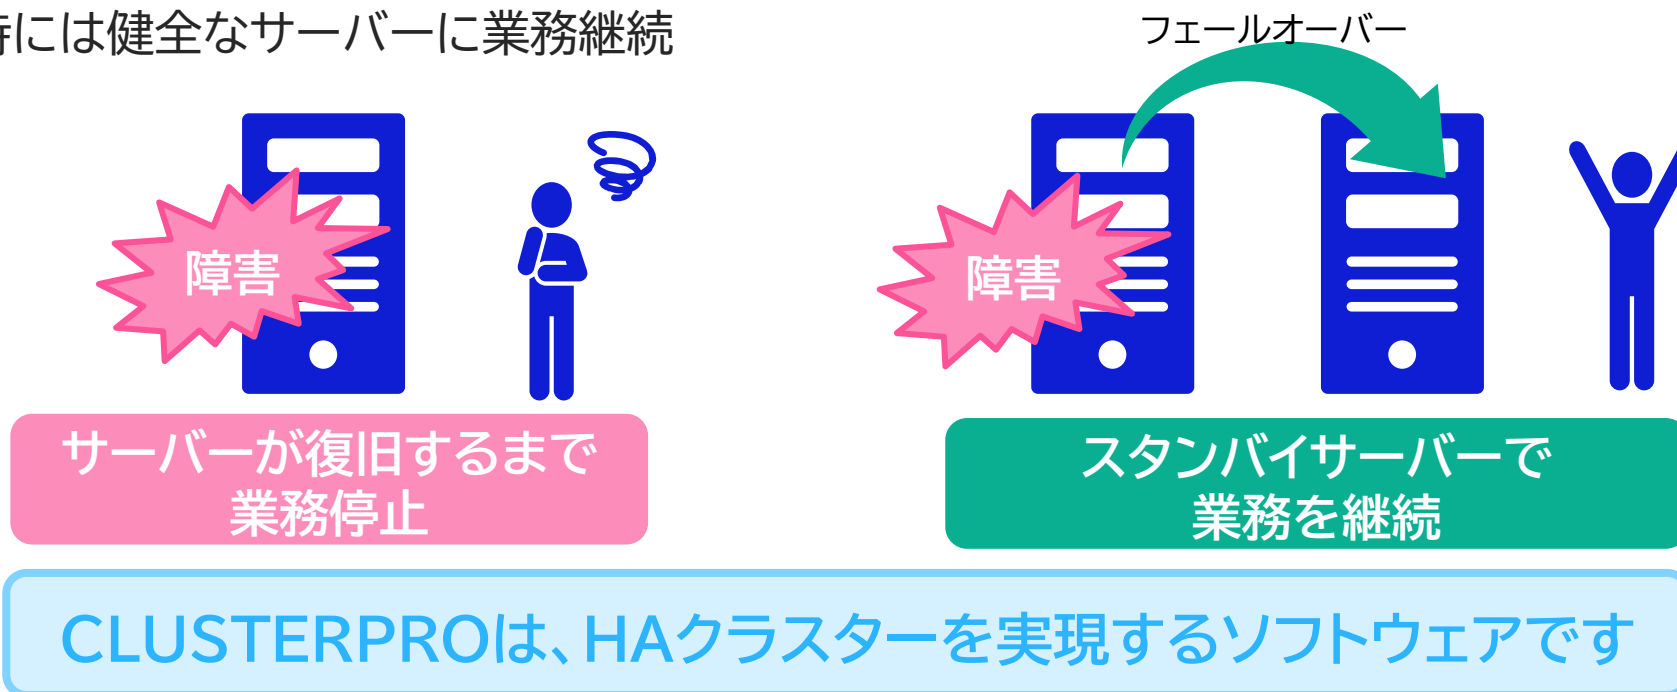 時には健全なサーバーに業務継続
フェールオーバー
障害
障害
サーバーが復旧するまで
業務停止
スタンバイサーバーで
業務を継続
CLUSTERPROは、HAクラスターを実現するソフトウェアです